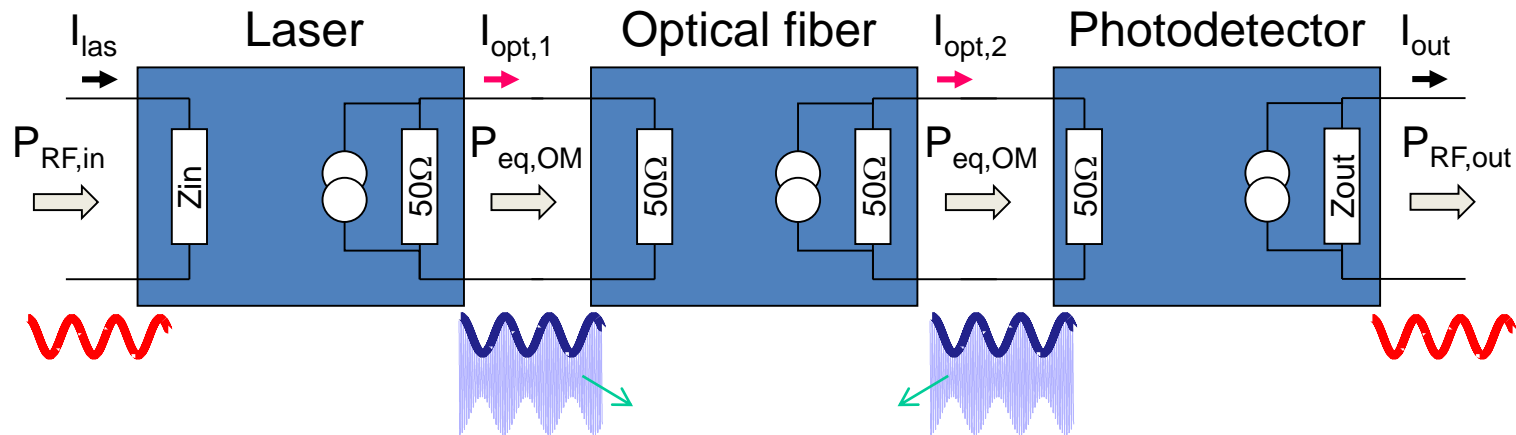 Laser
Optical fiber
Photodetector
I_las
I_opt,1
I_opt,2
I_out
P_RF,in
Zin
50Ω
P_eq,OM
50Ω
50Ω
P_eq,OM
50Ω
Zout
P_RF,out